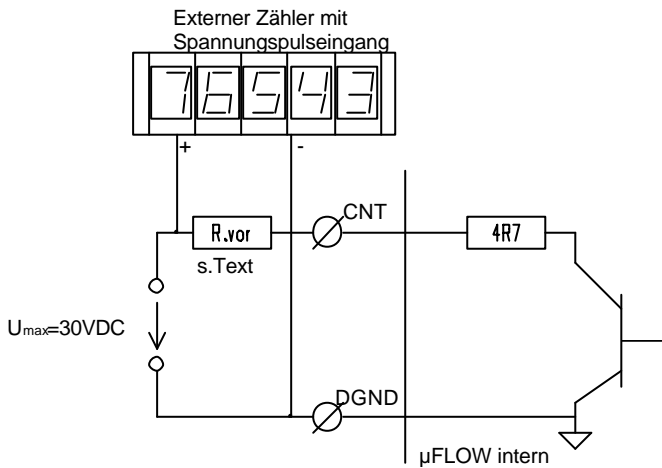 Externer Zähler mit
Spannungspulseingang
76543
+ -
CNT
R.vor
4R7
s.Text
Umax=30VDC
DGND
µFLOW intern